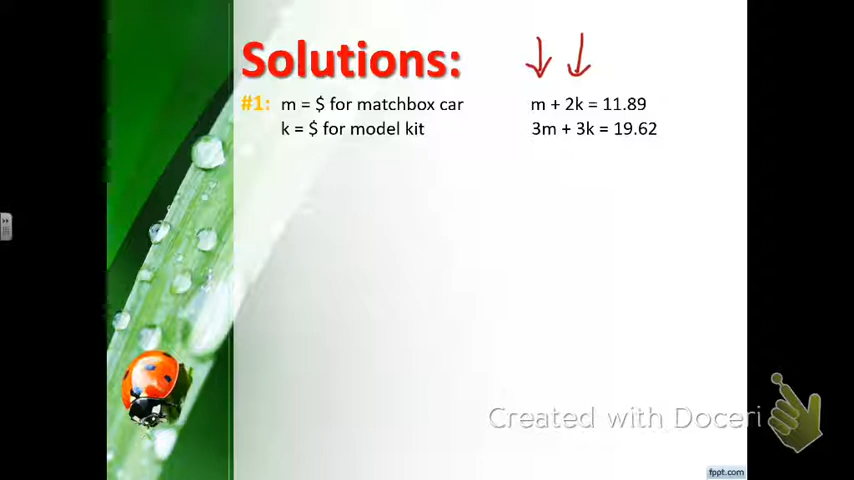 Solutions:
#1: m = $ for matchbox car
k = $ for model kit
m + 2k = 11.89
3m + 3k = 19.62
Created with Doceri
fppt.com